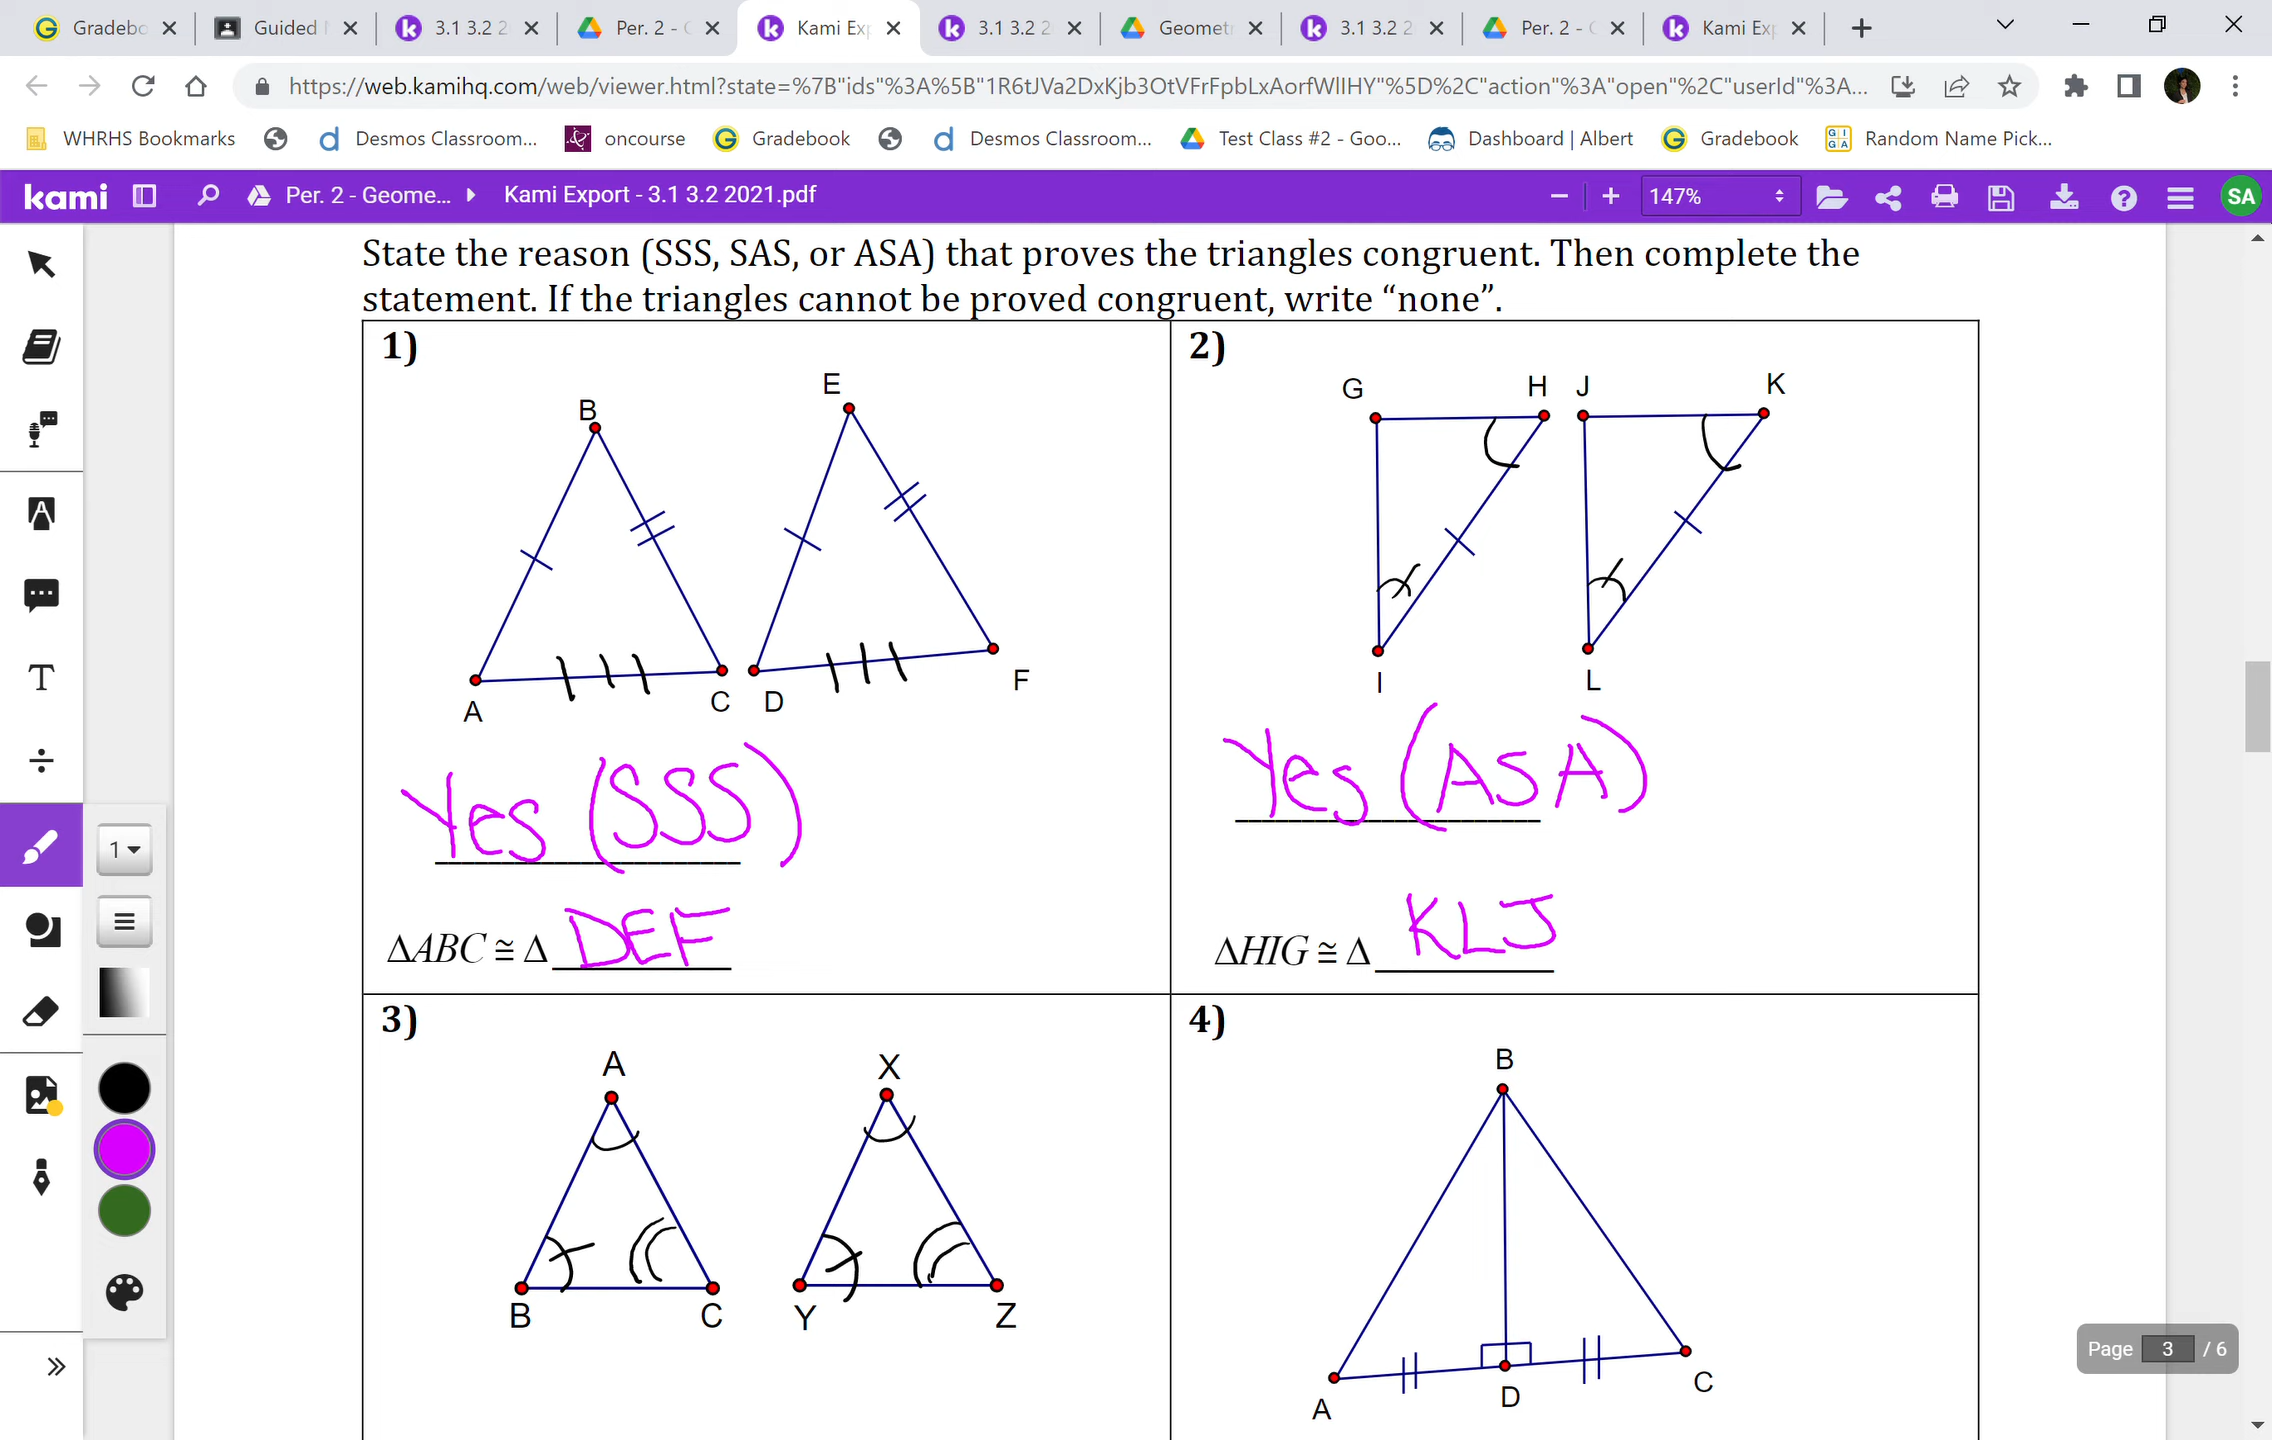 Gradebo
Guided
3.1 3.2 2
Per. 2 -
Kami Exp
3.1 3.2 2
Geomet
3.1 3.2 2
Per. 2 -
Kami Exp
https://web.kamihq.com/web/viewer.html?state=%7B"ids"%3A%5B"1R6tJVa2DxKjb3OtVFrFpbLxAorfWlIHY"%5D%2C"action"%3A"open"%2C"userId"%3A...
WHRHS Bookmarks
Desmos Classroom...
oncourse
Gradebook
Desmos Classroom...
Test Class #2 - Goo...
Dashboard | Albert
Gradebook
Random Name Pick...
kami
Per. 2 - Geome...
Kami Export - 3.1 3.2 2021.pdf
147%
SA
State the reason (SSS, SAS, or ASA) that proves the triangles congruent. Then complete the
statement. If the triangles cannot be proved congruent, write “none”.
1)
B
E
A
C
D
F
Yes (SSS)
ΔABC ≅ Δ DEF
2)
G
H
J
K
I
L
Yes (ASA)
ΔHIG ≅ Δ KLJ
3)
A
X
B
C
Y
Z
4)
B
A
D
C
1
Page 3 / 6